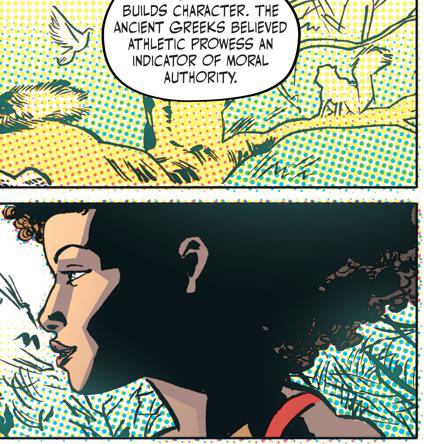 BUILDS CHARACTER. THE
ANCIENT GREEKS BELIEVED
ATHLETIC PROWESS AN
INDICATOR OF MORAL
AUTHORITY.